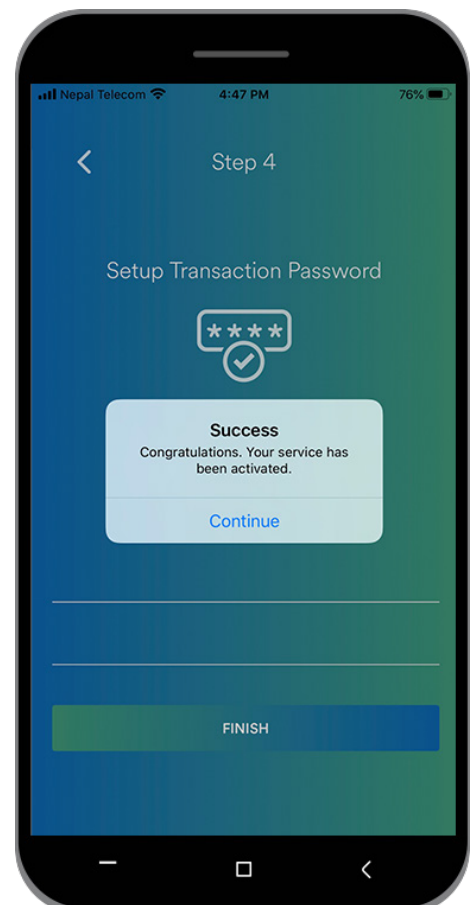 Nepal Telecom 4:47 PM 76%
Step 4
Setup Transaction Password
****
Success
Congratulations. Your service has
been activated.
Continue
FINISH